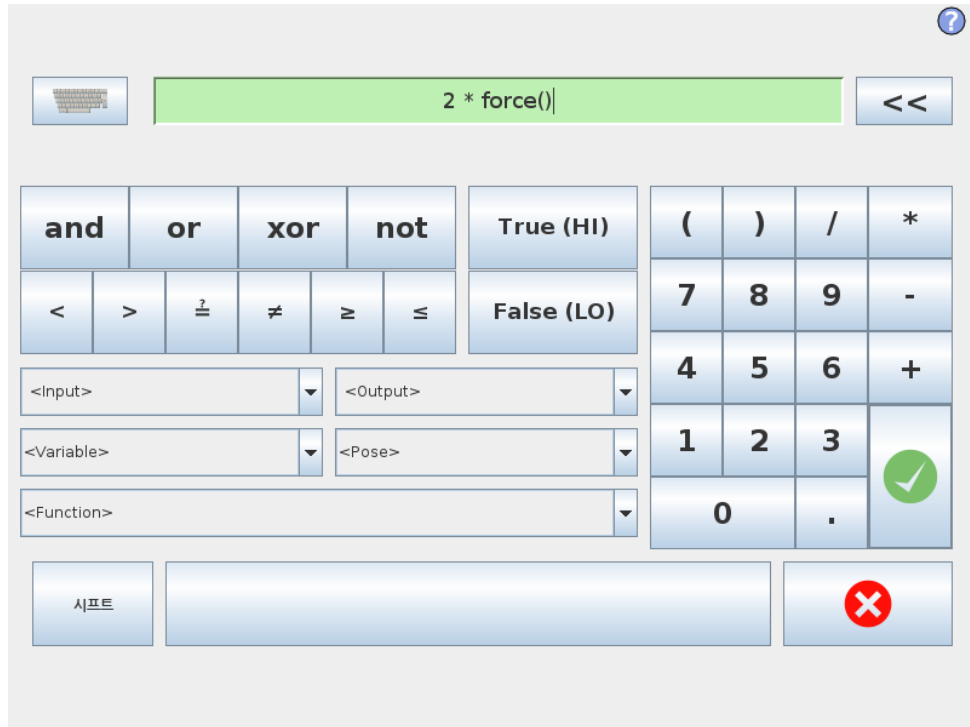 ?
2 * force()
<<
and or xor not True (HI) ( ) / *
< > ≟ ≠ ≥ ≤ False (LO) 7 8 9 -
<Input> <Output> 4 5 6 +
<Variable> <Pose> 1 2 3
<Function> 0 .
시프트